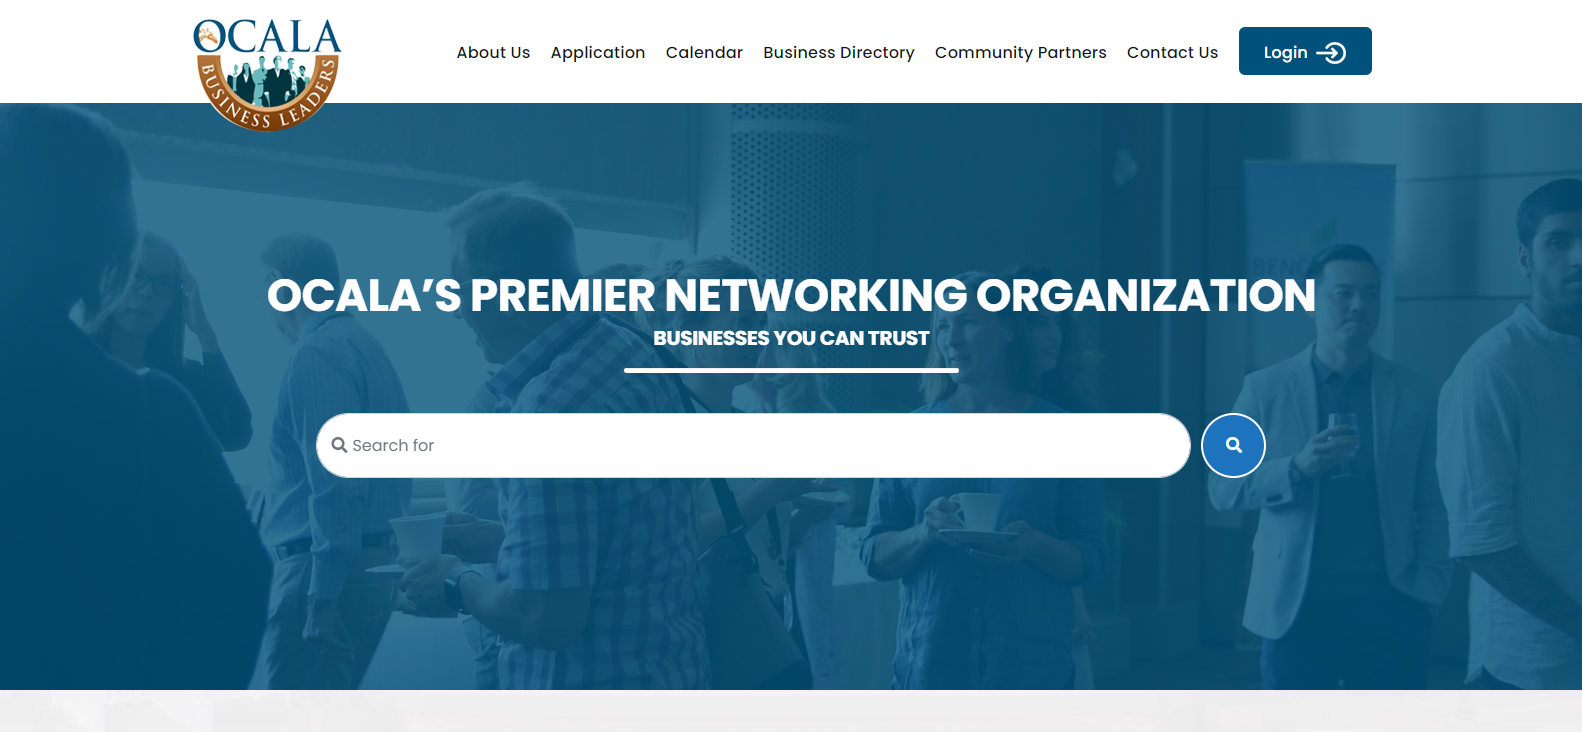 OCALA
BUSINESS LEADERS
About Us
Application
Calendar
Business Directory
Community Partners
Contact Us
Login
OCALA’S PREMIER NETWORKING ORGANIZATION
BUSINESSES YOU CAN TRUST
Search for